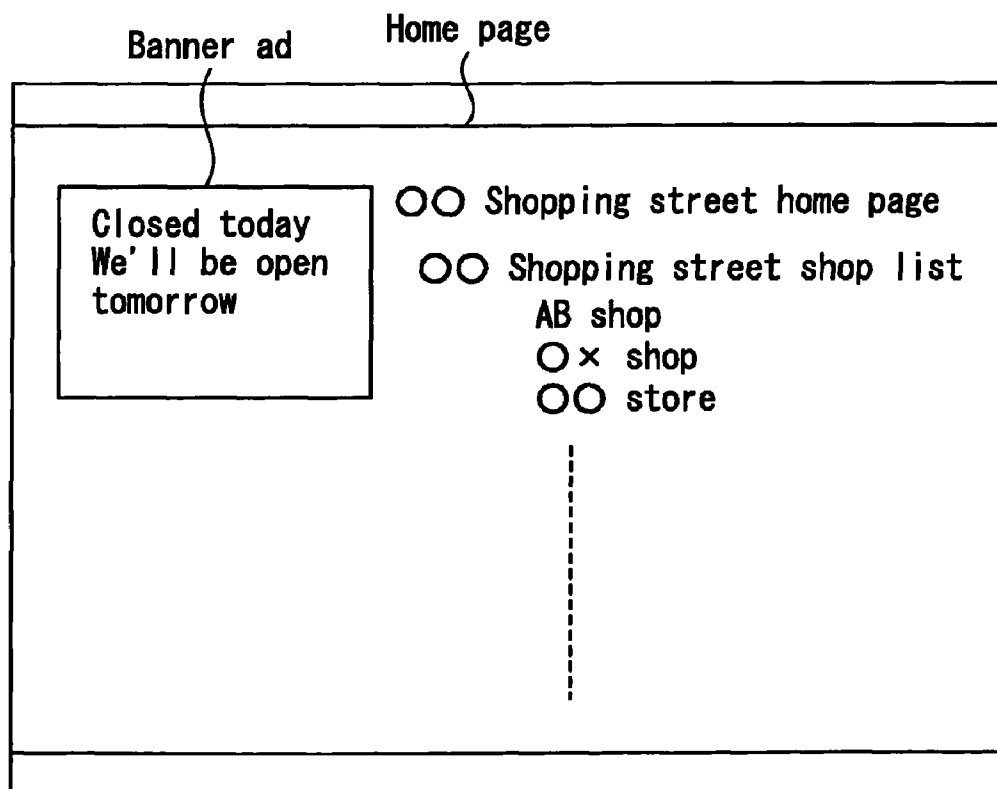 Banner ad
Home page
Closed today
We'll be open
tomorrow
○○ Shopping street home page
○○ Shopping street shop list
AB shop
○× shop
○○ store